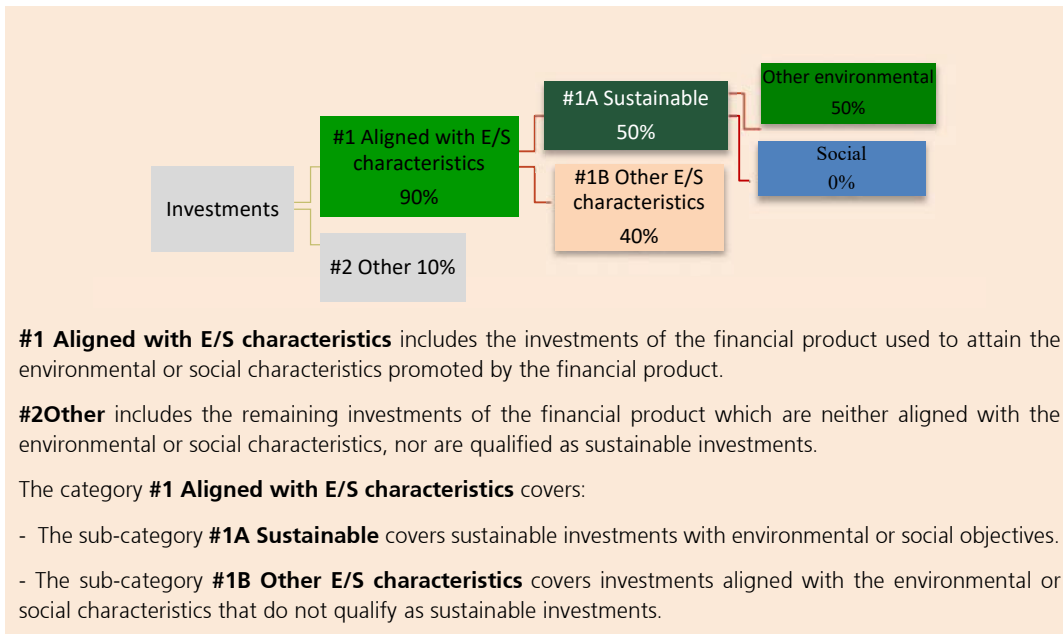 Investments
#1 Aligned with E/S
characteristics
90%
#2 Other 10%
#1A Sustainable
50%
#1B Other E/S
characteristics
40%
Other environmental
50%
Social
0%
#1 Aligned with E/S characteristics includes the investments of the financial product used to attain the
environmental or social characteristics promoted by the financial product.
#2Other includes the remaining investments of the financial product which are neither aligned with the
environmental or social characteristics, nor are qualified as sustainable investments.
The category #1 Aligned with E/S characteristics covers:
- The sub-category #1A Sustainable covers sustainable investments with environmental or social objectives.
- The sub-category #1B Other E/S characteristics covers investments aligned with the environmental or
social characteristics that do not qualify as sustainable investments.